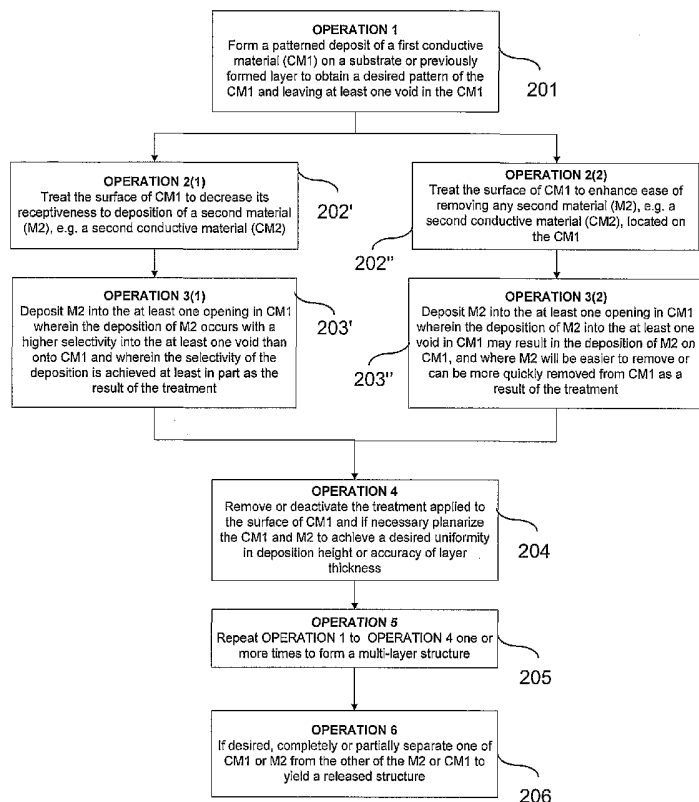 OPERATION 1
Form a patterned deposit of a first conductive
material (CM1) on a substrate or previously
formed layer to obtain a desired pattern of the
CM1 and leaving at least one void in the CM1
201
OPERATION 2(1)
Treat the surface of CM1 to decrease its
receptiveness to deposition of a second material
(M2), e.g. a second conductive material (CM2)
202'
OPERATION 2(2)
Treat the surface of CM1 to enhance ease of
removing any second material (M2), e.g. a
second conductive material (CM2), located on
the CM1
202"
OPERATION 3(1)
Deposit M2 into the at least one opening in CM1
wherein the deposition of M2 occurs with a
higher selectivity into the at least one void than
onto CM1 and wherein the selectivity of the
deposition is achieved at least in part as the
result of the treatment
203'
OPERATION 3(2)
Deposit M2 into the at least one opening in CM1
wherein the deposition of M2 into the at least one
void in CM1 may result in the deposition of M2 on
CM1, and where M2 will be easier to remove or
can be more quickly removed from CM1 as a
result of the treatment
203"
OPERATION 4
Remove or deactivate the treatment applied to
the surface of CM1 and if necessary planarize
the CM1 and M2 to achieve a desired uniformity
in deposition height or accuracy of layer
thickness
204
OPERATION 5
Repeat OPERATION 1 to OPERATION 4 one or
more times to form a multi-layer structure
205
OPERATION 6
If desired, completely or partially separate one of
CM1 or M2 from the other of the M2 or CM1 to
yield a released structure
206